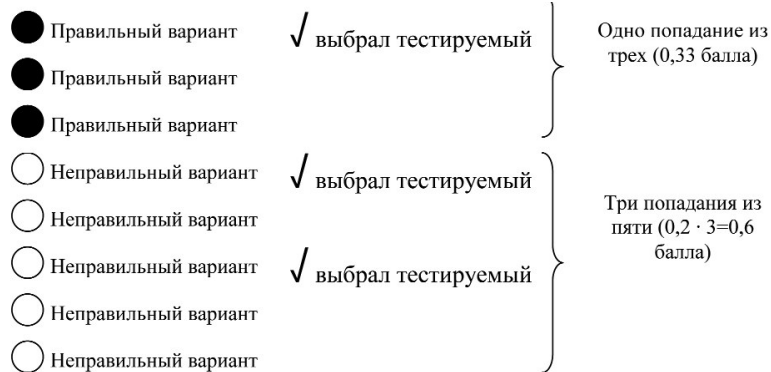 Правильный вариант √ выбрал тестируемый
Правильный вариант
Правильный вариант
Одно попадание из
трех (0,33 балла)
Неправильный вариант √ выбрал тестируемый
Неправильный вариант
Неправильный вариант √ выбрал тестируемый
Неправильный вариант
Неправильный вариант
Три попадания из
пяти (0,2 · 3=0,6
балла)